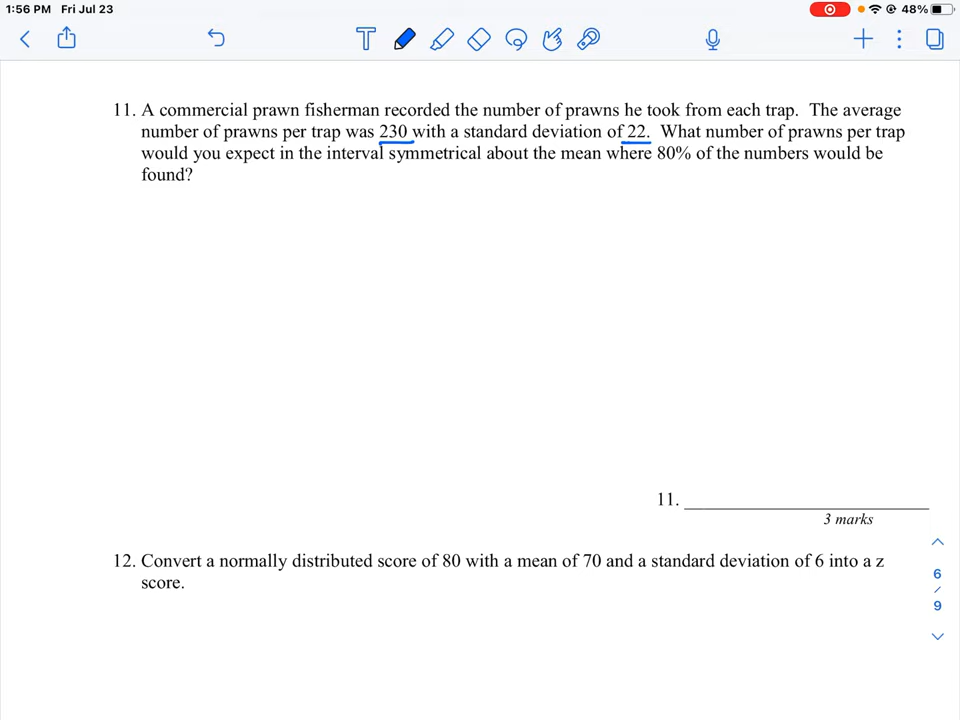 1:56 PM Fri Jul 23 48%
T
11. A commercial prawn fisherman recorded the number of prawns he took from each trap. The average
number of prawns per trap was 230 with a standard deviation of 22. What number of prawns per trap
would you expect in the interval symmetrical about the mean where 80% of the numbers would be
found?
11. ____________________
3 marks
12. Convert a normally distributed score of 80 with a mean of 70 and a standard deviation of 6 into a z
score.
6
/
9